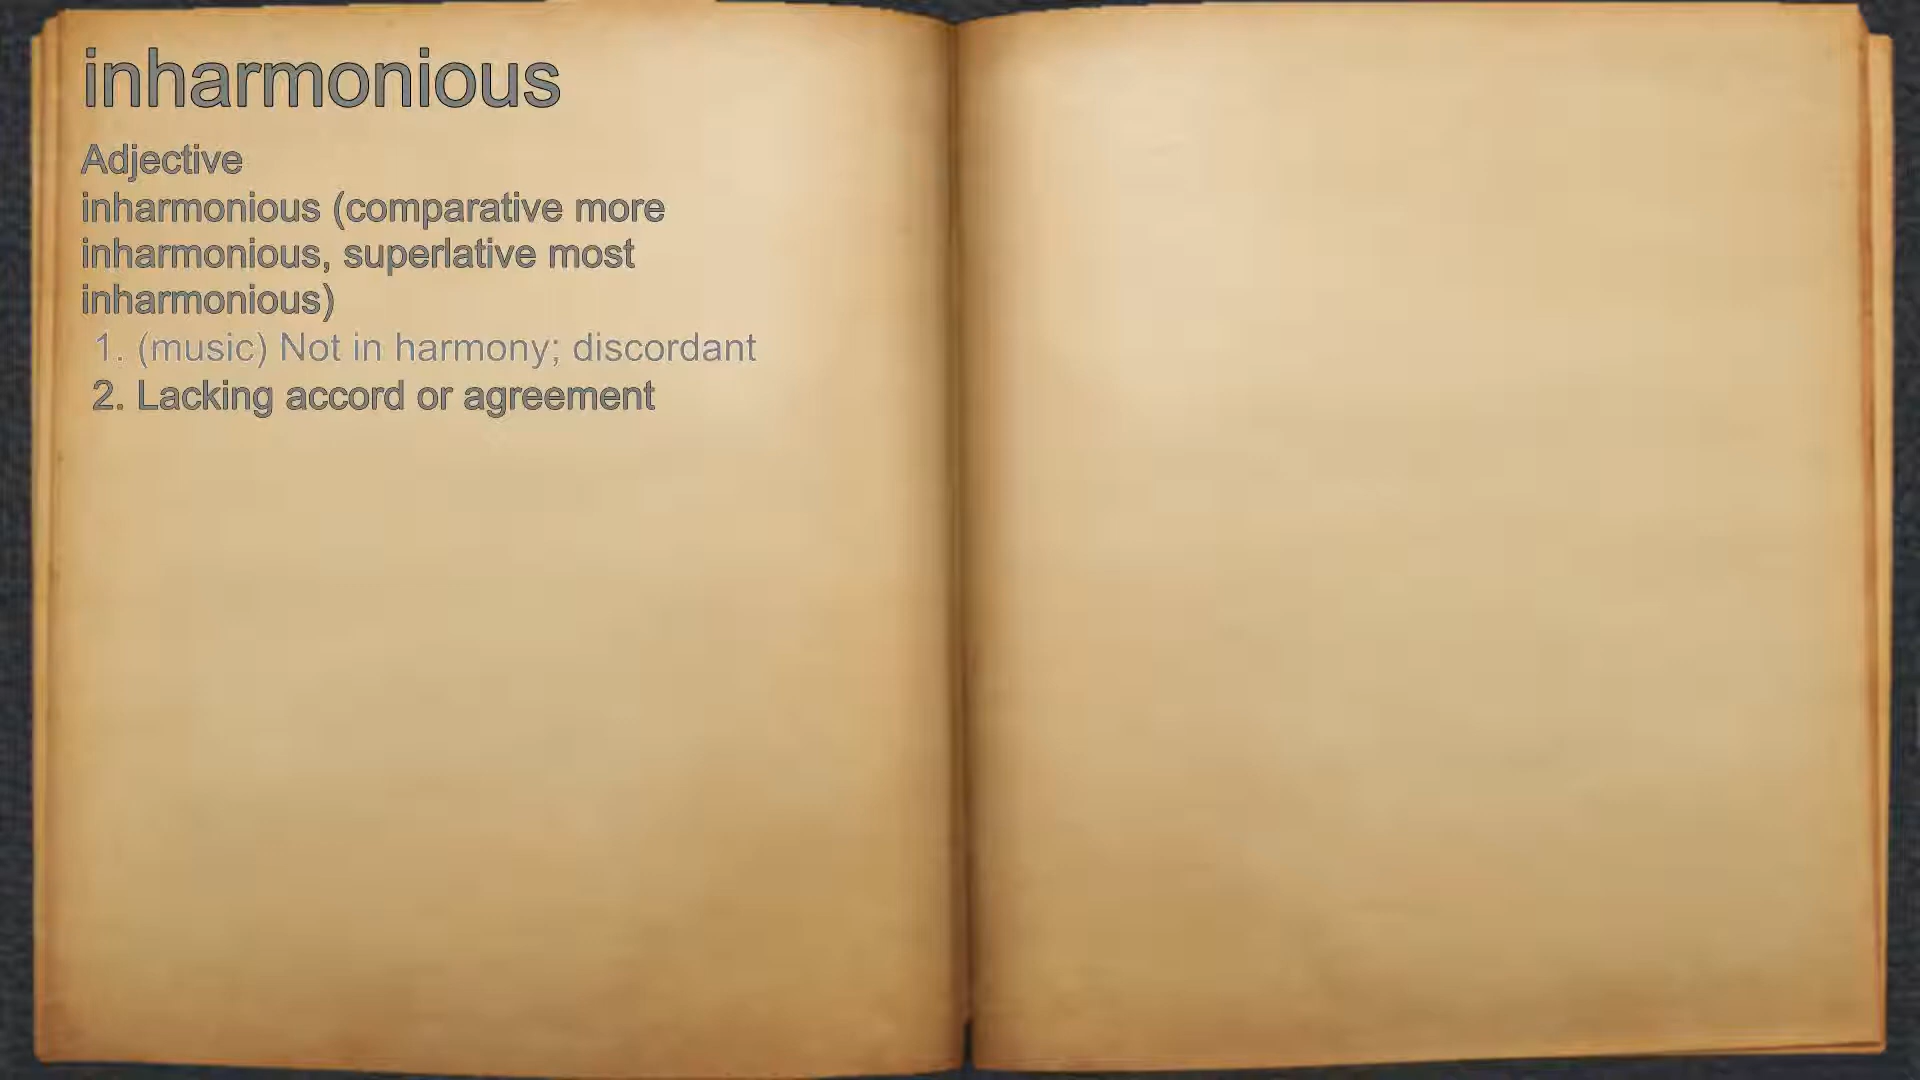 inharmonious
Adjective
inharmonious (comparative more
inharmonious, superlative most
inharmonious)
1. (music) Not in harmony; discordant
2. Lacking accord or agreement